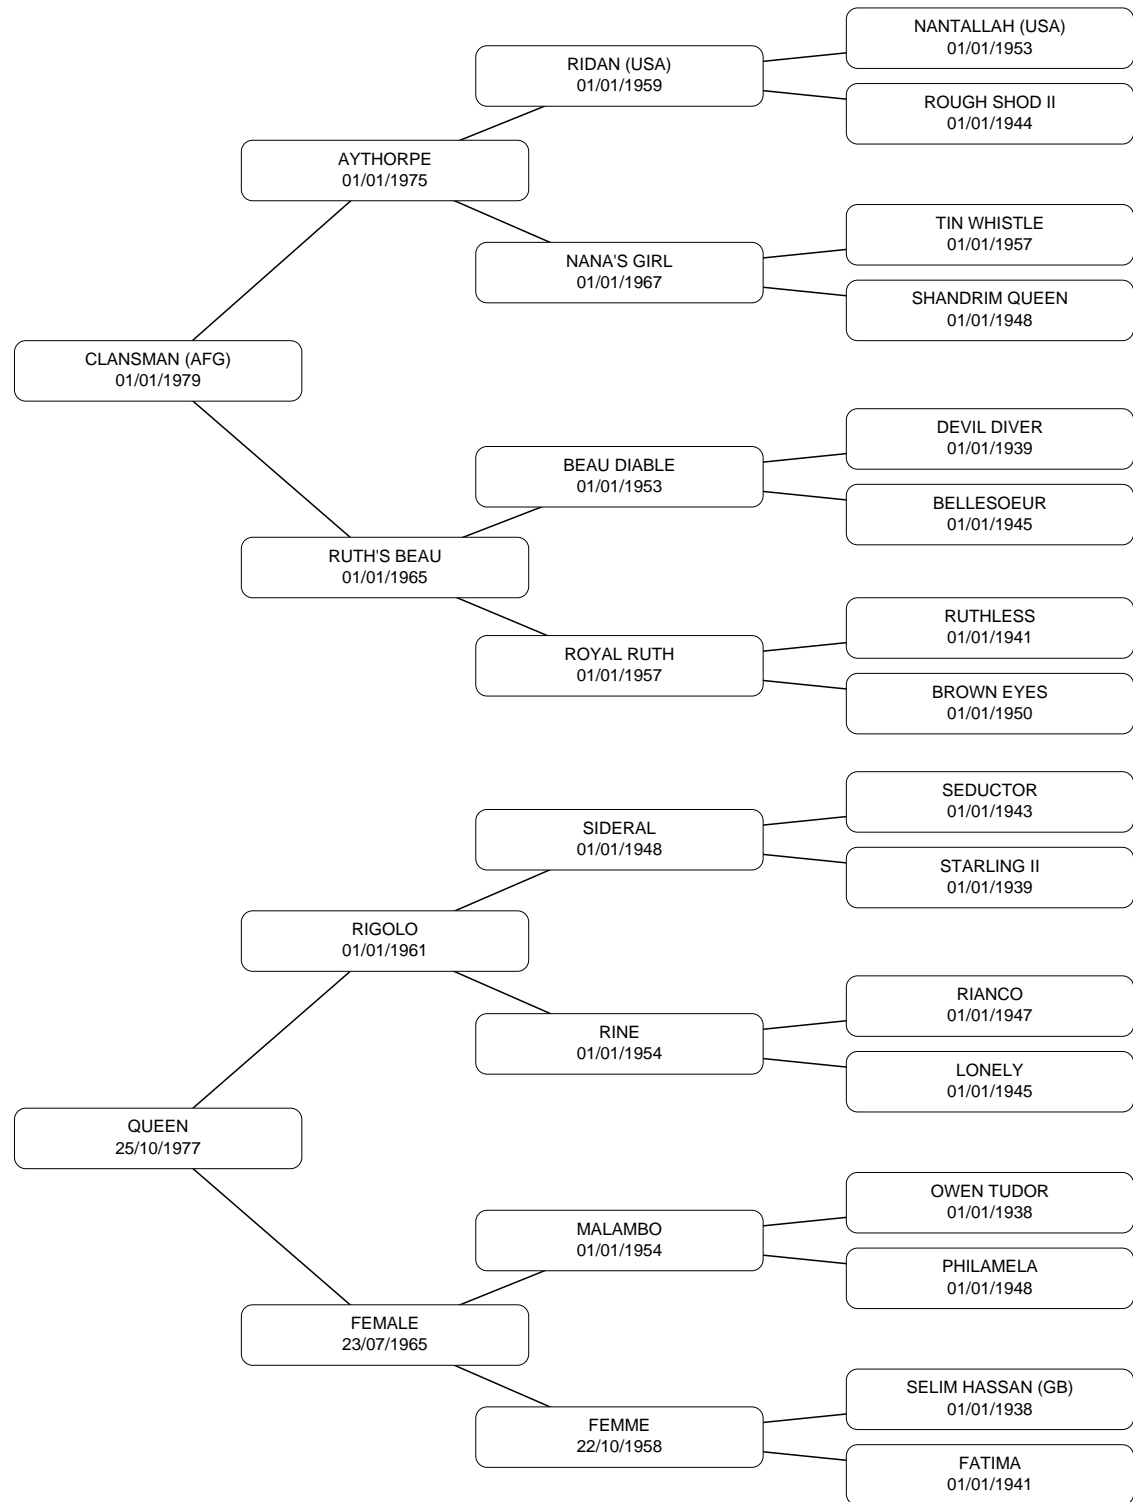 NANTALLAH (USA)
01/01/1953
RIDAN (USA)
01/01/1959
ROUGH SHOD II
01/01/1944
AYTHORPE
01/01/1975
TIN WHISTLE
01/01/1957
NANA'S GIRL
01/01/1967
SHANDRIM QUEEN
01/01/1948
CLANSMAN (AFG)
01/01/1979
DEVIL DIVER
01/01/1939
BEAU DIABLE
01/01/1953
BELLESOEUR
01/01/1945
RUTH'S BEAU
01/01/1965
RUTHLESS
01/01/1941
ROYAL RUTH
01/01/1957
BROWN EYES
01/01/1950
SEDUCTOR
01/01/1943
SIDERAL
01/01/1948
STARLING II
01/01/1939
RIGOLO
01/01/1961
RIANCO
01/01/1947
RINE
01/01/1954
LONELY
01/01/1945
QUEEN
25/10/1977
OWEN TUDOR
01/01/1938
MALAMBO
01/01/1954
PHILAMELA
01/01/1948
FEMALE
23/07/1965
SELIM HASSAN (GB)
01/01/1938
FEMME
22/10/1958
FATIMA
01/01/1941